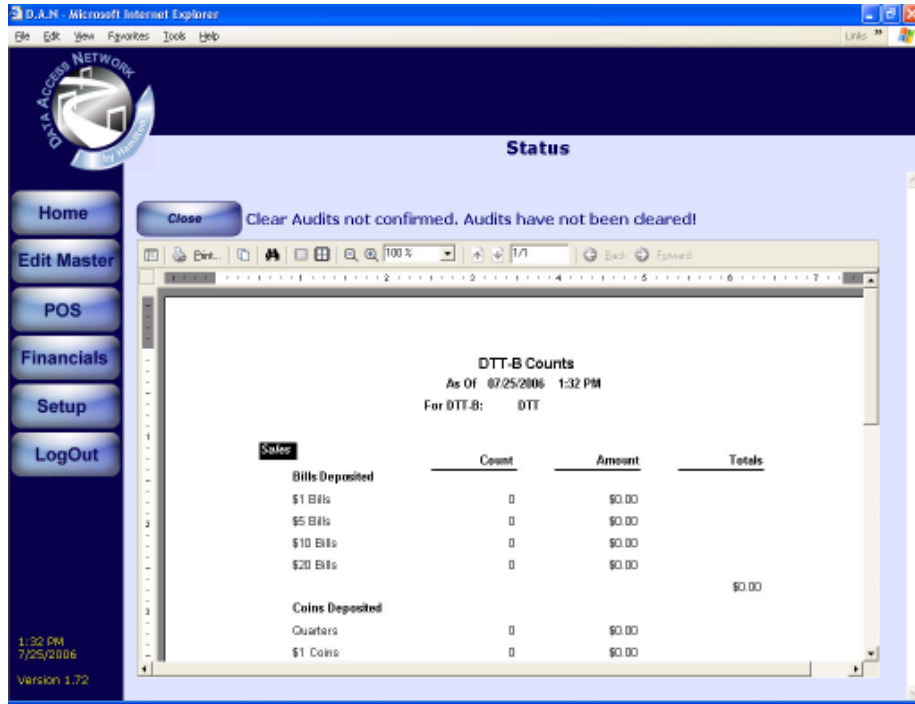 D.A.N - Microsoft Internet Explorer
File Edit View Favorites Tools Help Links »
DATA ACCESS NETWORK
by Hamilton
Status
Home
Close Clear Audits not confirmed. Audits have not been cleared!
Edit Master
Print.. 100 % 1/1 Back Forward
POS
Financials
Setup
LogOut
DTT-B Counts
As Of 07/25/2006 1:32 PM
For DTT-B: DTT
Sales
Count Amount Totals
Bills Deposited
$1 Bills 0 $0.00
$5 Bills 0 $0.00
$10 Bills 0 $0.00
$20 Bills 0 $0.00
$0.00
Coins Deposited
Quarters 0 $0.00
$1 Coins 0 $0.00
1:32 PM
7/25/2006
Version 1.72